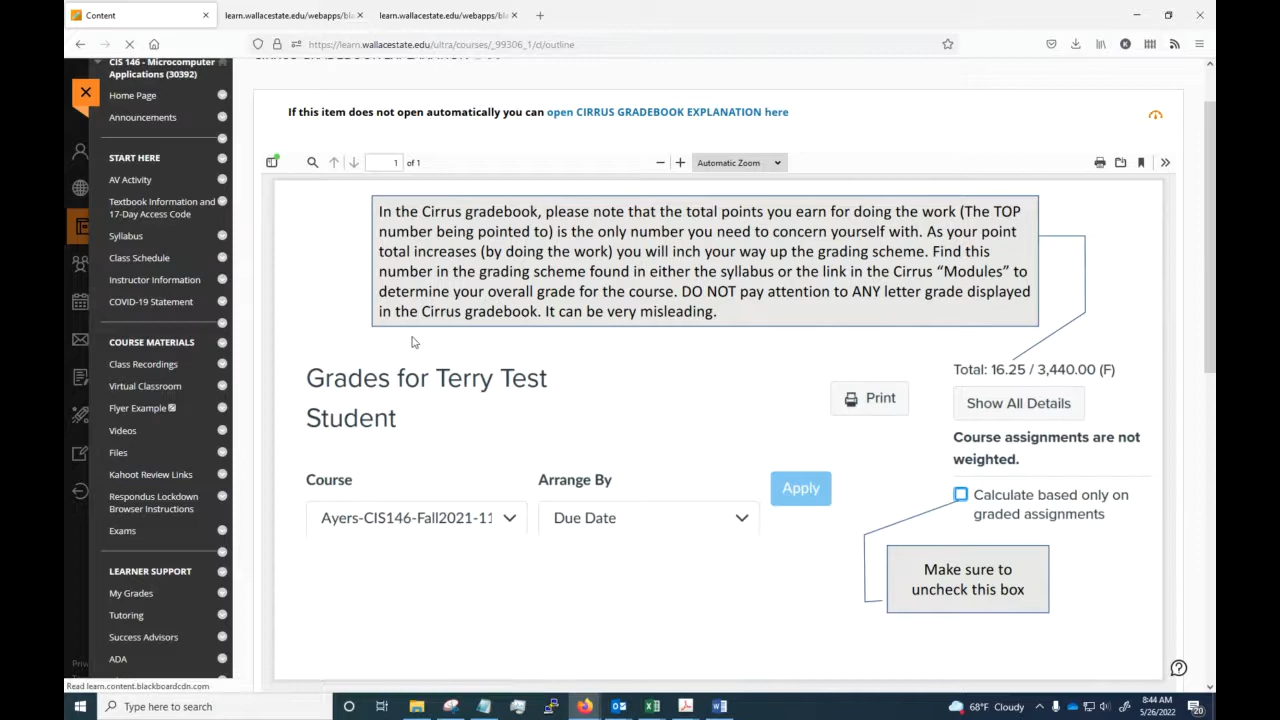 Content
learn.wallacestate.edu/webapps/bl
learn.wallacestate.edu/webapps/bl
https://learn.wallacestate.edu/ultra/courses/_99306_1/cl/outline
CIS 146 - Microcomputer
Applications (30392)
Home Page
Announcements
START HERE
AV Activity
Textbook Information and
17-Day Access Code
Syllabus
Class Schedule
Instructor Information
COVID-19 Statement
COURSE MATERIALS
Class Recordings
Virtual Classroom
Flyer Example
Videos
Files
Kahoot Review Links
Respondus Lockdown
Browser Instructions
Exams
LEARNER SUPPORT
My Grades
Tutoring
Success Advisors
ADA
Priv
Read learn.content.blackboardcdn.com
If this item does not open automatically you can open CIRRUS GRADEBOOK EXPLANATION here
1 of 1
Automatic Zoom
In the Cirrus gradebook, please note that the total points you earn for doing the work (The TOP
number being pointed to) is the only number you need to concern yourself with. As your point
total increases (by doing the work) you will inch your way up the grading scheme. Find this
number in the grading scheme found in either the syllabus or the link in the Cirrus “Modules” to
determine your overall grade for the course. DO NOT pay attention to ANY letter grade displayed
in the Cirrus gradebook. It can be very misleading.
Grades for Terry Test
Student
Print
Total: 16.25 / 3,440.00 (F)
Show All Details
Course assignments are not
weighted.
Calculate based only on
graded assignments
Course
Arrange By
Apply
Ayers-CIS146-Fall2021-11
Due Date
Make sure to
uncheck this box
Type here to search
68°F Cloudy
8:44 AM
5/26/2022
20